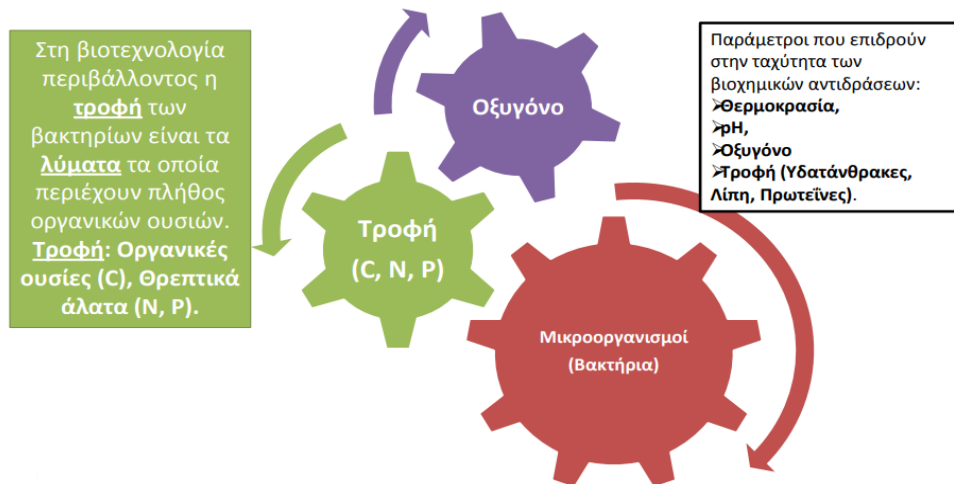 Στη βιοτεχνολογία
περιβάλλοντος η
τροφή των
βακτηρίων είναι τα
λύματα τα οποία
περιέχουν πλήθος
οργανικών ουσιών.
Τροφή: Οργανικές
ουσίες (C), Θρεπτικά
άλατα (N, P).
Οξυγόνο
Τροφή
(C, N, P)
Μικροοργανισμοί
(Βακτήρια)
Παράμετροι που επιδρούν
στην ταχύτητα των
βιοχημικών αντιδράσεων:
➢Θερμοκρασία,
➢pH,
➢Οξυγόνο
➢Τροφή (Υδατάνθρακες,
Λίπη, Πρωτεΐνες).